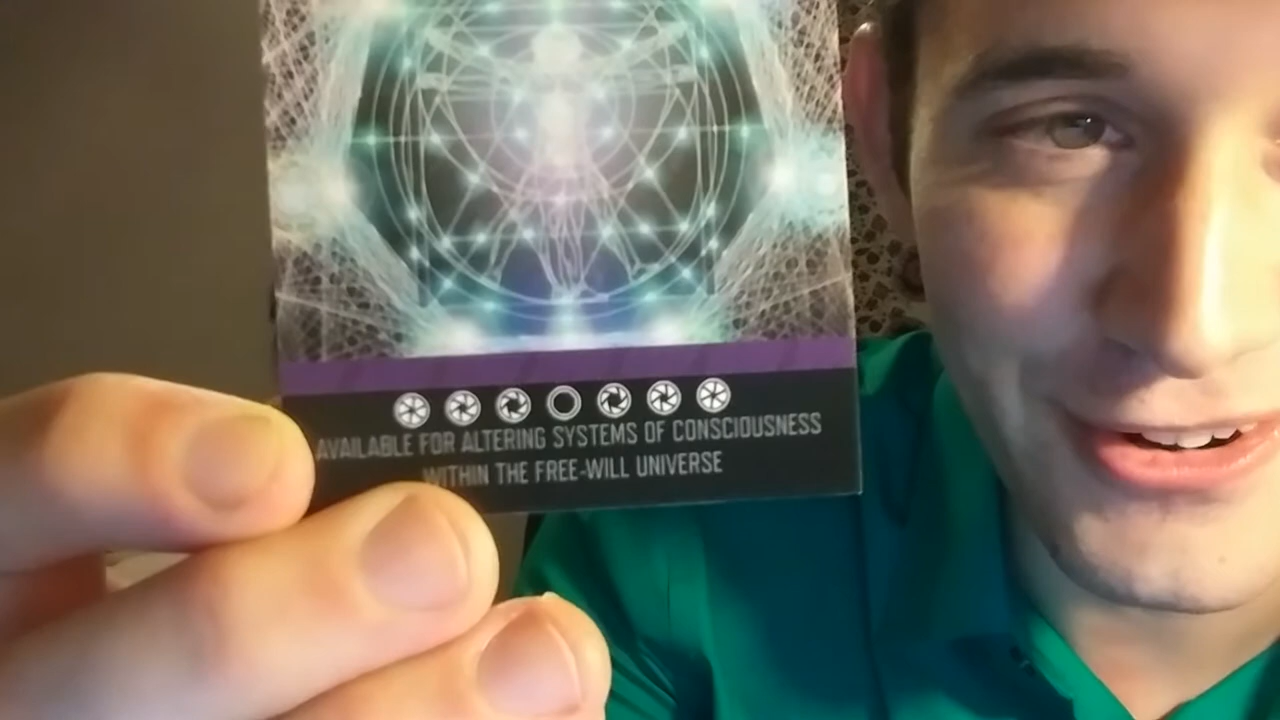 AVAILABLE FOR ALTERING SYSTEMS OF CONSCIOUSNESS
WITHIN THE FREE-WILL UNIVERSE